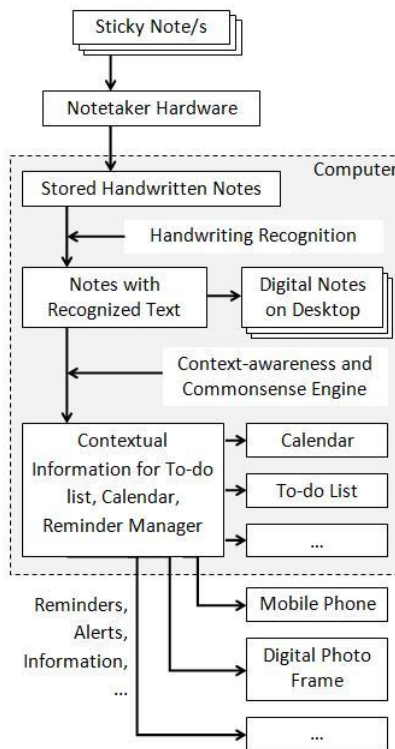 Sticky Note/s
Notetaker Hardware
Computer
Stored Handwritten Notes
Handwriting Recognition
Notes with
Recognized Text
Digital Notes
on Desktop
Context-awareness and
Commonsense Engine
Contextual
Information for To-do
list, Calendar,
Reminder Manager
Calendar
To-do List
...
Reminders,
Alerts,
Information,
...
Mobile Phone
Digital Photo
Frame
...